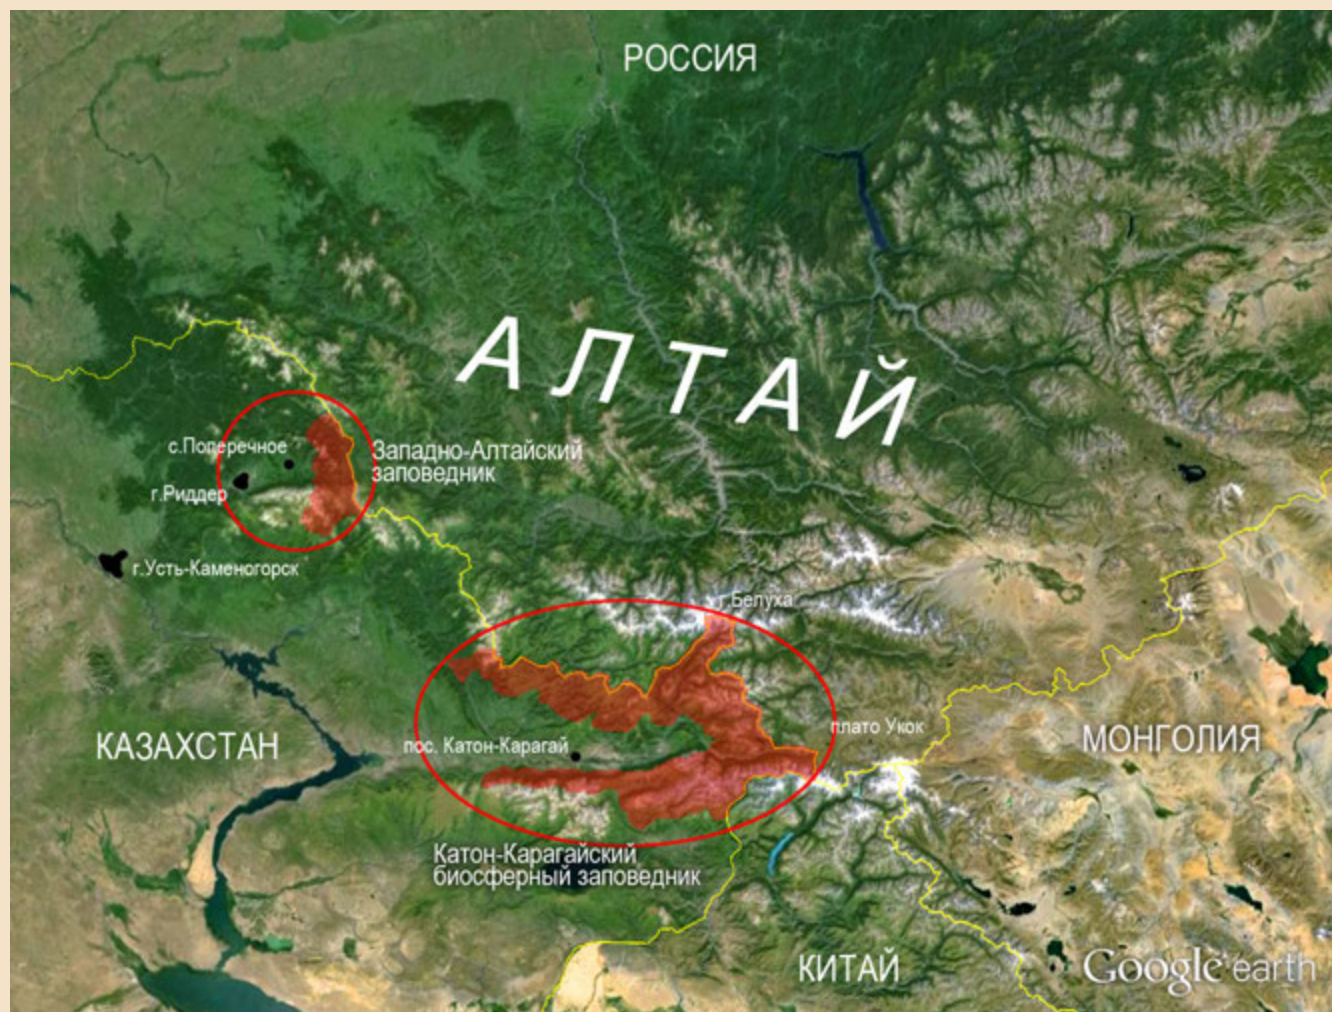 РОССИЯ
АЛТАЙ
с.Поперечное
Западно-Алтайский
заповедник
г.Риддер
г.Усть-Каменогорск
г.Белуха
плато Укок
КАЗАХСТАН
пос. Катон-Карагай
МОНГОЛИЯ
Катон-Карагайский
биосферный заповедник
КИТАЙ
Google earth